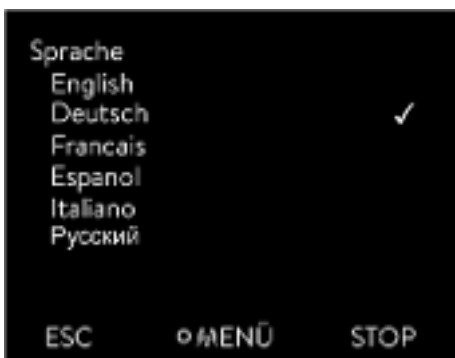 Sprache
English
Deutsch ✓
Francais
Espanol
Italiano
Русский
ESC MENÜ STOP